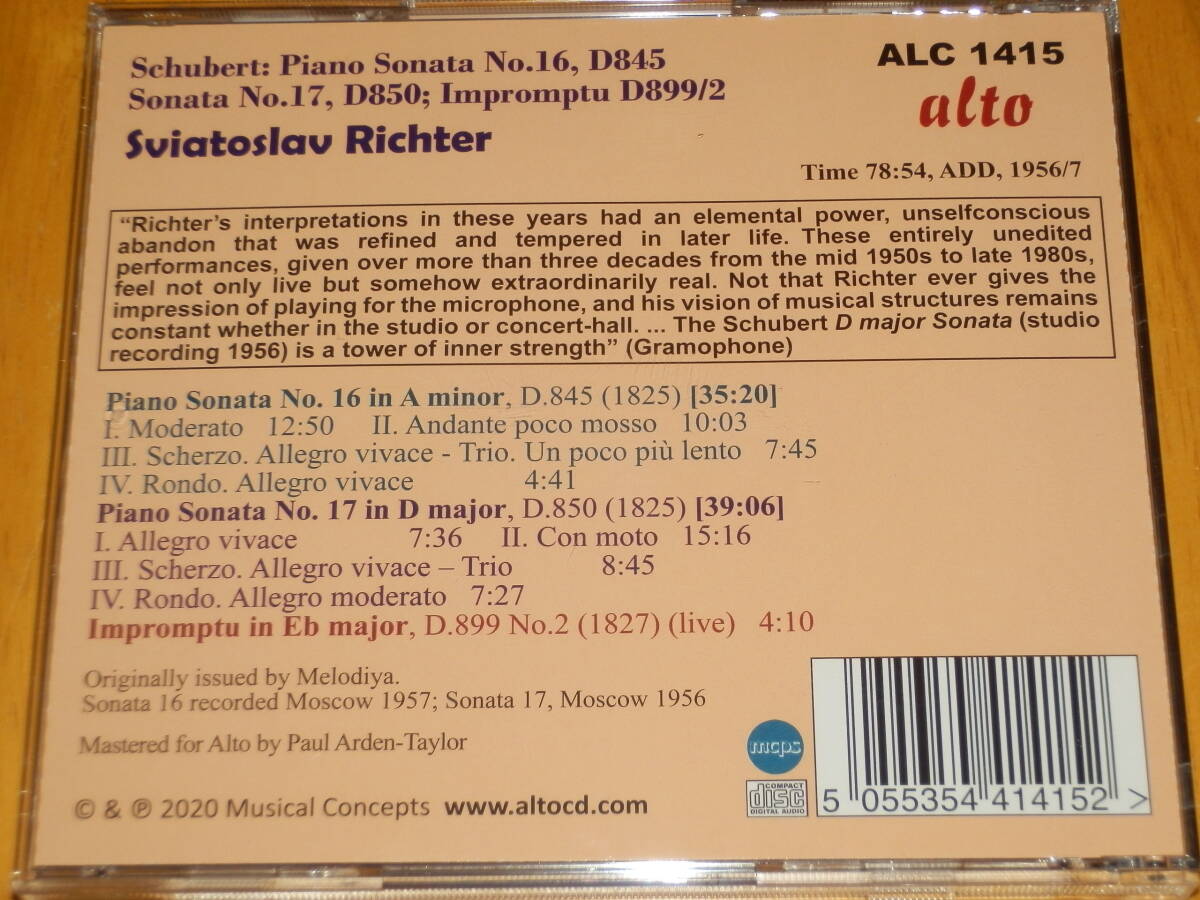 Schubert: Piano Sonata No.16, D845
Sonata No.17, D850; Impromptu D899/2
Sviatoslav Richter
ALC 1415
alto
Time 78:54, ADD, 1956/7
“Richter’s interpretations in these years had an elemental power, unselfconscious
abandon that was refined and tempered in later life. These entirely unedited
performances, given over more than three decades from the mid 1950s to late 1980s,
feel not only live but somehow extraordinarily real. Not that Richter ever gives the
impression of playing for the microphone, and his vision of musical structures remains
constant whether in the studio or concert-hall. ... The Schubert D major Sonata (studio
recording 1956) is a tower of inner strength” (Gramophone)
Piano Sonata No. 16 in A minor, D.845 (1825) [35:20]
I. Moderato 12:50 II. Andante poco mosso 10:03
III. Scherzo. Allegro vivace - Trio. Un poco più lento 7:45
IV. Rondo. Allegro vivace 4:41
Piano Sonata No. 17 in D major, D.850 (1825) [39:06]
I. Allegro vivace 7:36 II. Con moto 15:16
III. Scherzo. Allegro vivace – Trio 8:45
IV. Rondo. Allegro moderato 7:27
Impromptu in Eb major, D.899 No.2 (1827) (live) 4:10
Originally issued by Melodiya.
Sonata 16 recorded Moscow 1957; Sonata 17, Moscow 1956
Mastered for Alto by Paul Arden-Taylor
© & ℗ 2020 Musical Concepts www.altocd.com
mcps
COMPACT
disc
DIGITAL AUDIO
5 055354 414152 >